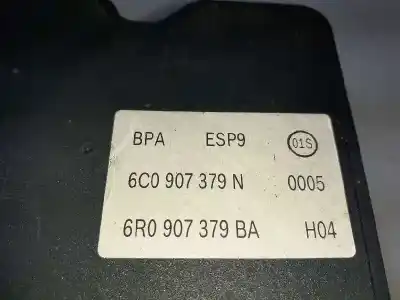 BPA ESP9 01S
6C0 907 379 N 0005
6R0 907 379 BA H04